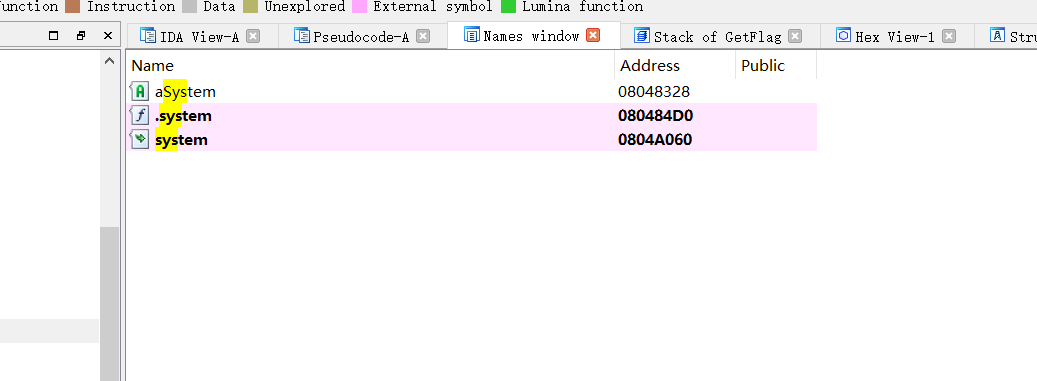 unction Instruction Data Unexplored External symbol Lumina function
IDA View-A Pseudocode-A Names window Stack of GetFlag Hex View-1 Stru
Name Address Public
aSystem 08048328
.system 080484D0
system 0804A060